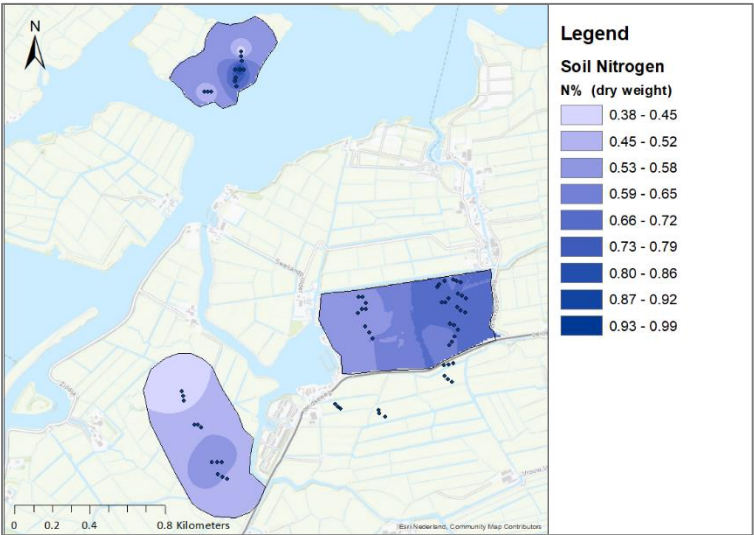 N
Legend
Soil Nitrogen
N% (dry weight)
0.38 - 0.45
0.45 - 0.52
0.53 - 0.58
0.59 - 0.65
0.66 - 0.72
0.73 - 0.79
0.80 - 0.86
0.87 - 0.92
0.93 - 0.99
0 0.2 0.4 0.8 Kilometers
Esri Nederland, Community Map Contributors